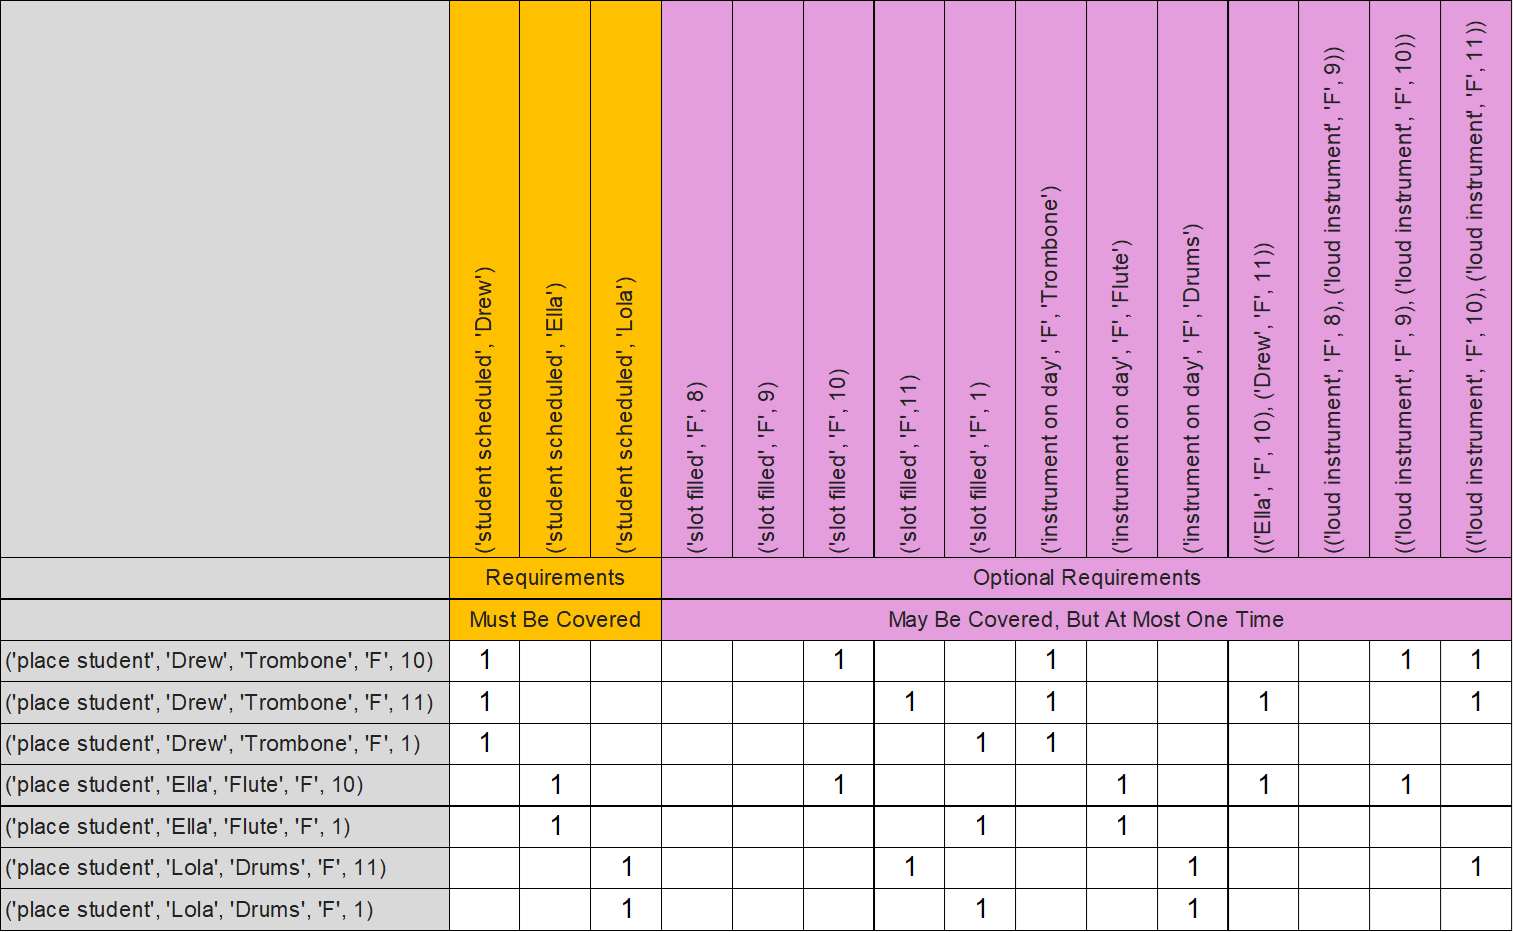 ('student scheduled', 'Drew')
('student scheduled', 'Ella')
('student scheduled', 'Lola')
('slot filled', 'F', 8)
('slot filled', 'F', 9)
('slot filled', 'F', 10)
('slot filled', 'F',11)
('slot filled', 'F', 1)
('instrument on day', 'F', 'Trombone')
('instrument on day', 'F', 'Flute')
('instrument on day', 'F', 'Drums')
(('Ella', 'F', 10), ('Drew', 'F', 11))
(('loud instrument', 'F', 8), ('loud instrument', 'F', 9))
(('loud instrument', 'F', 9), ('loud instrument', 'F', 10))
(('loud instrument', 'F', 10), ('loud instrument', 'F', 11))
Requirements Optional Requirements
Must Be Covered May Be Covered, But At Most One Time
('place student', 'Drew', 'Trombone', 'F', 10) 1 1 1 1 1
('place student', 'Drew', 'Trombone', 'F', 11) 1 1 1 1 1
('place student', 'Drew', 'Trombone', 'F', 1) 1 1 1
('place student', 'Ella', 'Flute', 'F', 10) 1 1 1 1 1
('place student', 'Ella', 'Flute', 'F', 1) 1 1 1
('place student', 'Lola', 'Drums', 'F', 11) 1 1 1 1
('place student', 'Lola', 'Drums', 'F', 1) 1 1 1